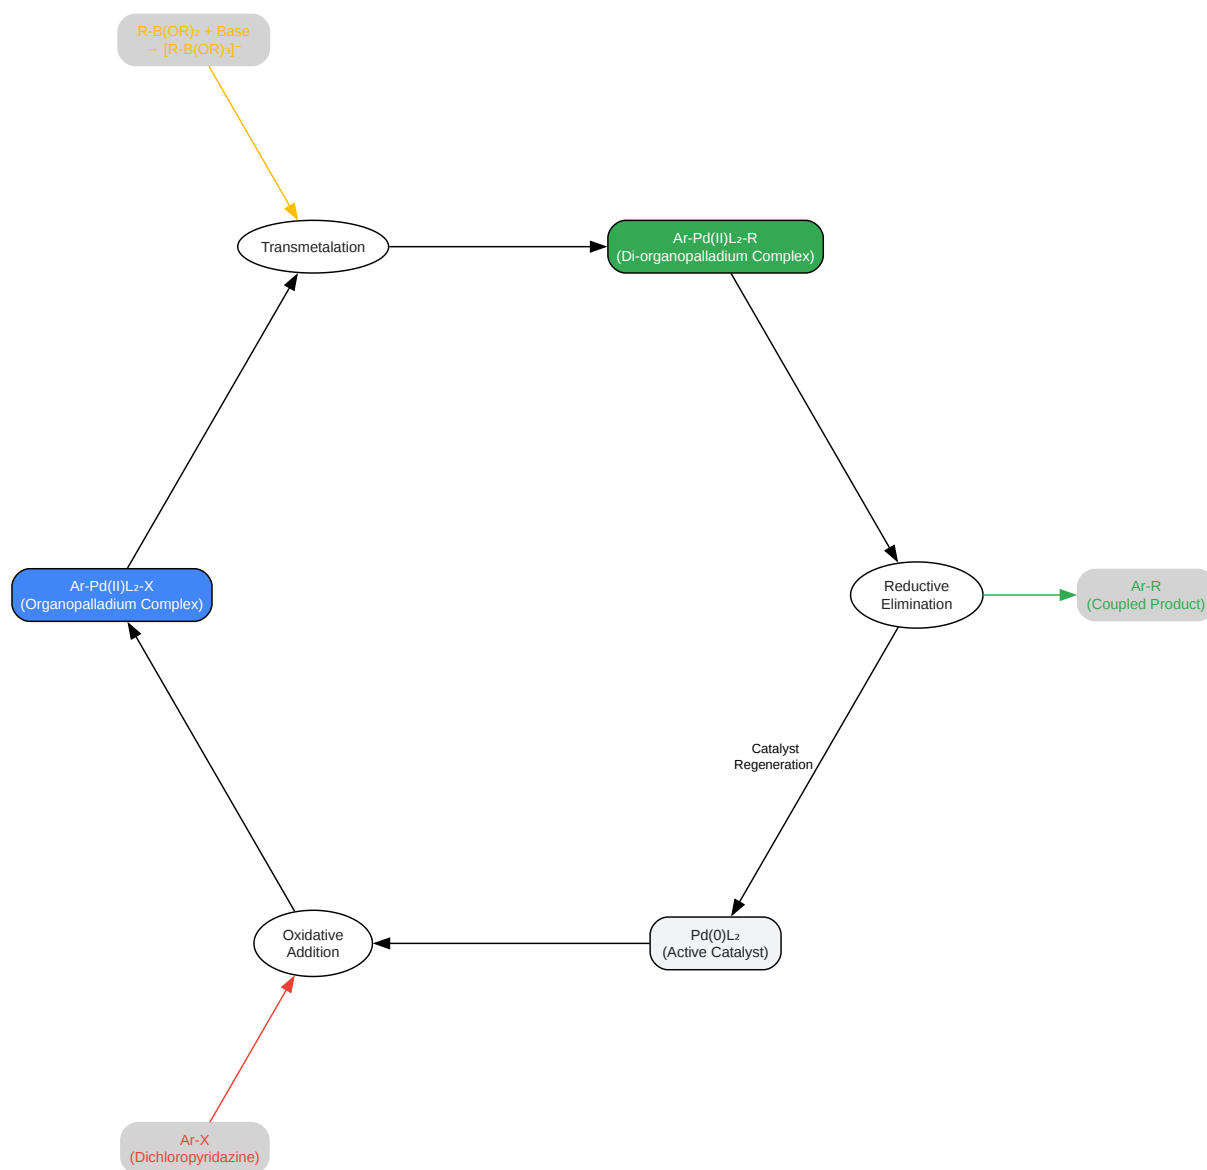 R-B(OR)₂ + Base
→ [R-B(OR)₃]⁻
Transmetalation
Ar-Pd(II)L₂-R
(Di-organopalladium Complex)
Ar-Pd(II)L₂-X
(Organopalladium Complex)
Reductive
Elimination
Ar-R
(Coupled Product)
Catalyst
Regeneration
Oxidative
Addition
Pd(0)L₂
(Active Catalyst)
Ar-X
(Dichloropyridazine)